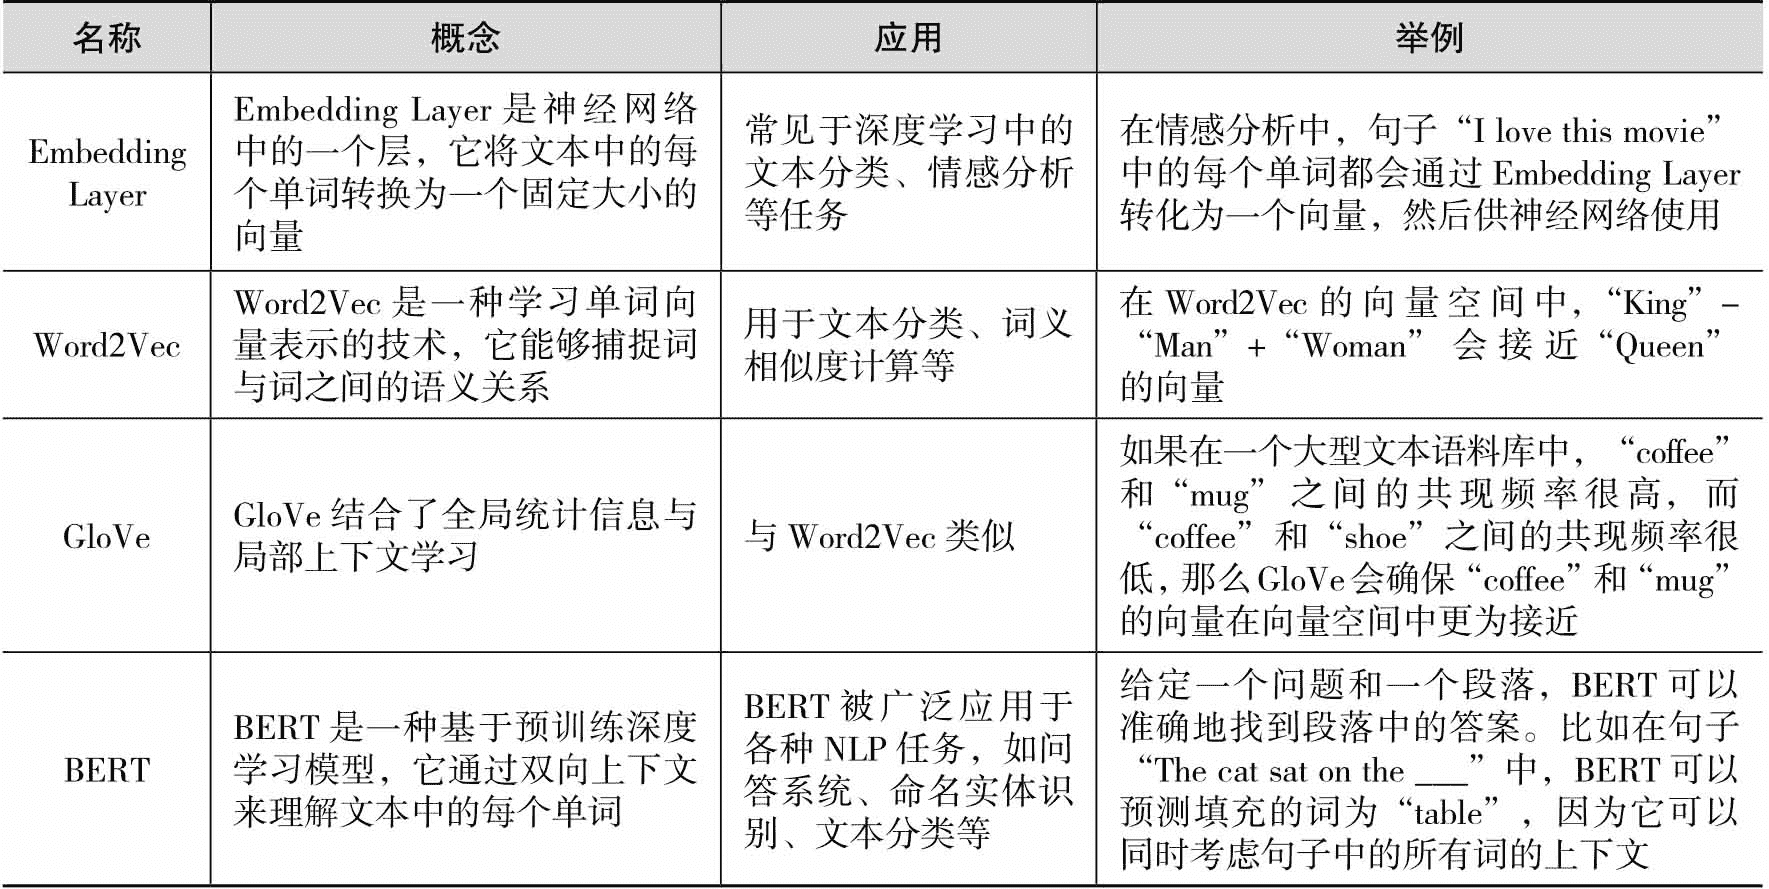 名称 概念 应用 举例
Embedding
Layer
Embedding Layer 是神经网络
中的一个层，它将文本中的每
个单词转换为一个固定大小的
向量
常见于深度学习中的
文本分类、情感分析
等任务
在情感分析中，句子“I love this movie”
中的每个单词都会通过 Embedding Layer
转化为一个向量，然后供神经网络使用
Word2Vec
Word2Vec 是一种学习单词向
量表示的技术，它能够捕捉词
与词之间的语义关系
用于文本分类、词义
相似度计算等
在 Word2Vec 的向量空间中，“King”-
“Man”+“Woman” 会接近“Queen”
的向量
GloVe
GloVe 结合了全局统计信息与
局部上下文学习
与 Word2Vec 类似
如果在一个大型文本语料库中，“coffee”
和“mug”之间的共现频率很高，而
“coffee”和“shoe”之间的共现频率很
低，那么 GloVe 会确保“coffee”和“mug”
的向量在向量空间中更为接近
BERT
BERT 是一种基于预训练深度
学习模型，它通过双向上下文
来理解文本中的每个单词
BERT 被广泛应用于
各种 NLP 任务，如问
答系统、命名实体识
别、文本分类等
给定一个问题和一个段落，BERT 可以
准确地找到段落中的答案。比如在句子
“The cat sat on the ___”中，BERT 可以
预测填充的词为“table”，因为它可以
同时考虑句子中的所有词的上下文